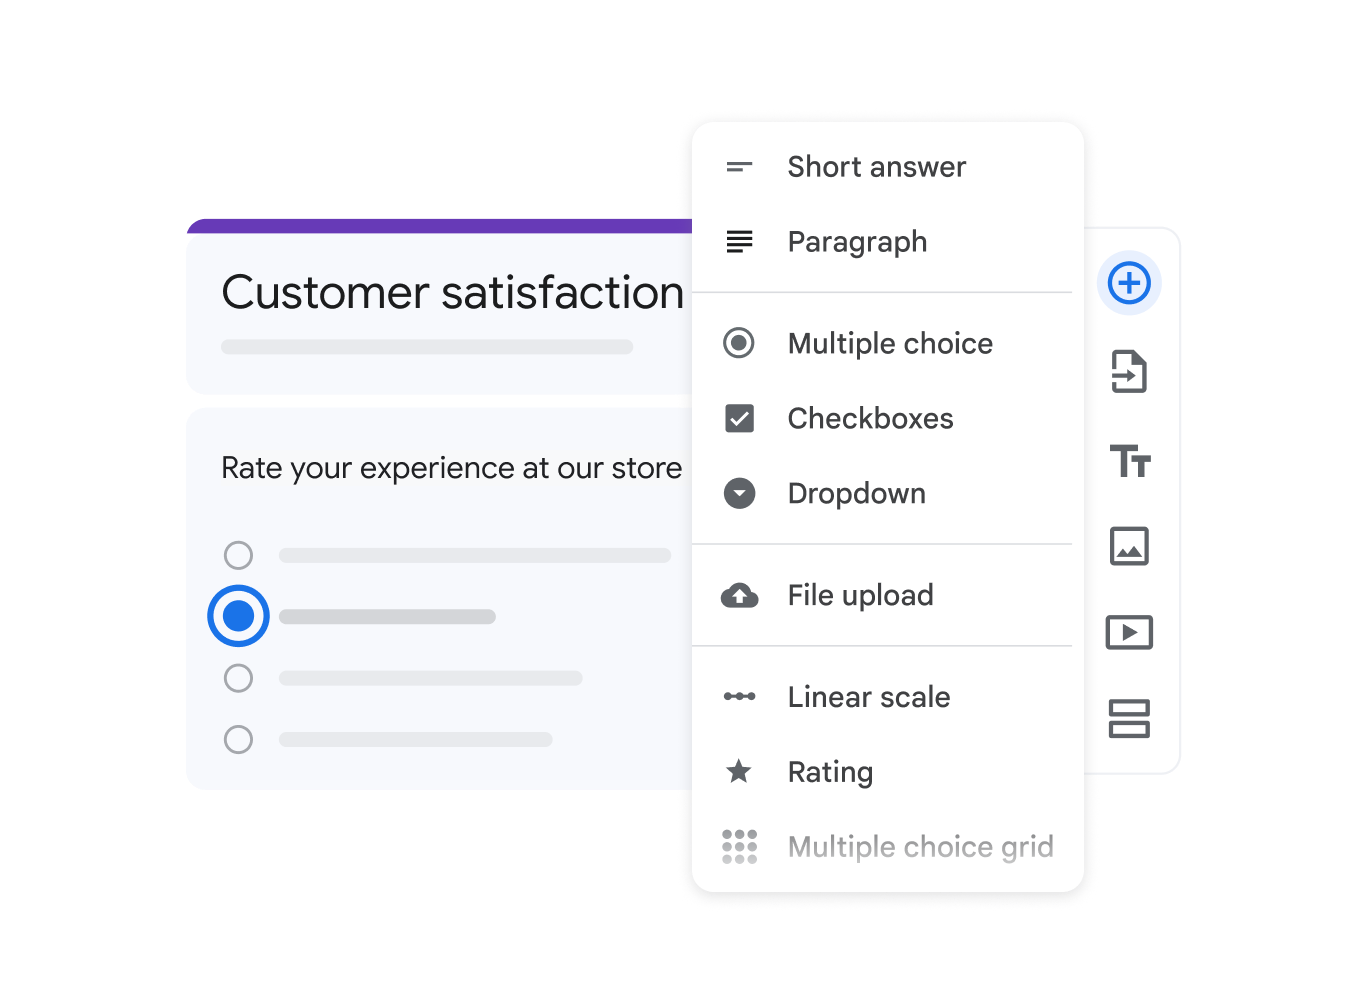 Customer satisfaction
Rate your experience at our store
Short answer
Paragraph
Multiple choice
Checkboxes
Dropdown
File upload
Linear scale
Rating
Multiple choice grid